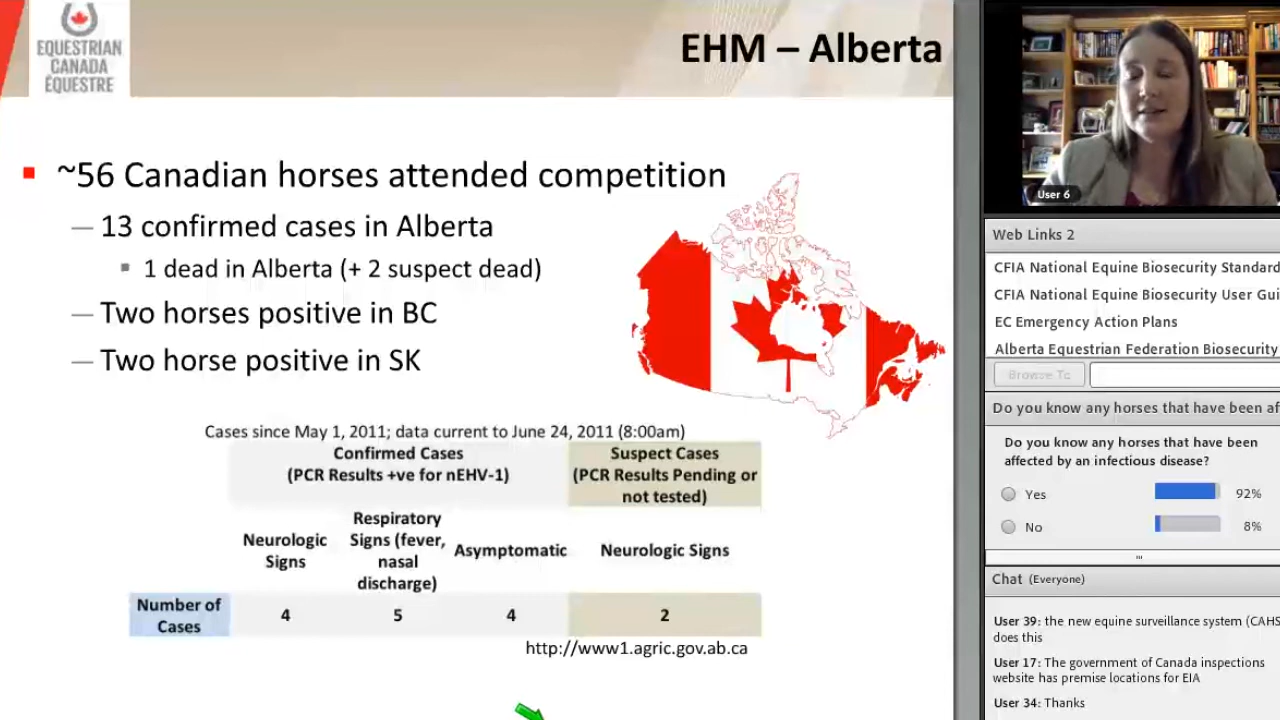 EQUESTRIAN
CANADA
ÉQUESTRE
EHM – Alberta
~56 Canadian horses attended competition
— 13 confirmed cases in Alberta
1 dead in Alberta (+ 2 suspect dead)
— Two horses positive in BC
— Two horse positive in SK
Cases since May 1, 2011; data current to June 24, 2011 (8:00am)
Confirmed Cases
(PCR Results +ve for nEHV-1)
Suspect Cases
(PCR Results Pending or
not tested)
Neurologic
Signs
Respiratory
Signs (fever,
nasal
discharge)
Asymptomatic
Neurologic Signs
Number of
Cases
4
5
4
2
http://www1.agric.gov.ab.ca
User 6
Web Links 2
CFIA National Equine Biosecurity Standard
CFIA National Equine Biosecurity User Gui
EC Emergency Action Plans
Alberta Equestrian Federation Biosecurity
Browse To
Do you know any horses that have been af
Do you know any horses that have been
affected by an infectious disease?
Yes 92%
No 8%
Chat (Everyone)
User 39: the new equine surveillance system (CAHS
does this
User 17: The government of Canada inspections
website has premise locations for EIA
User 34: Thanks